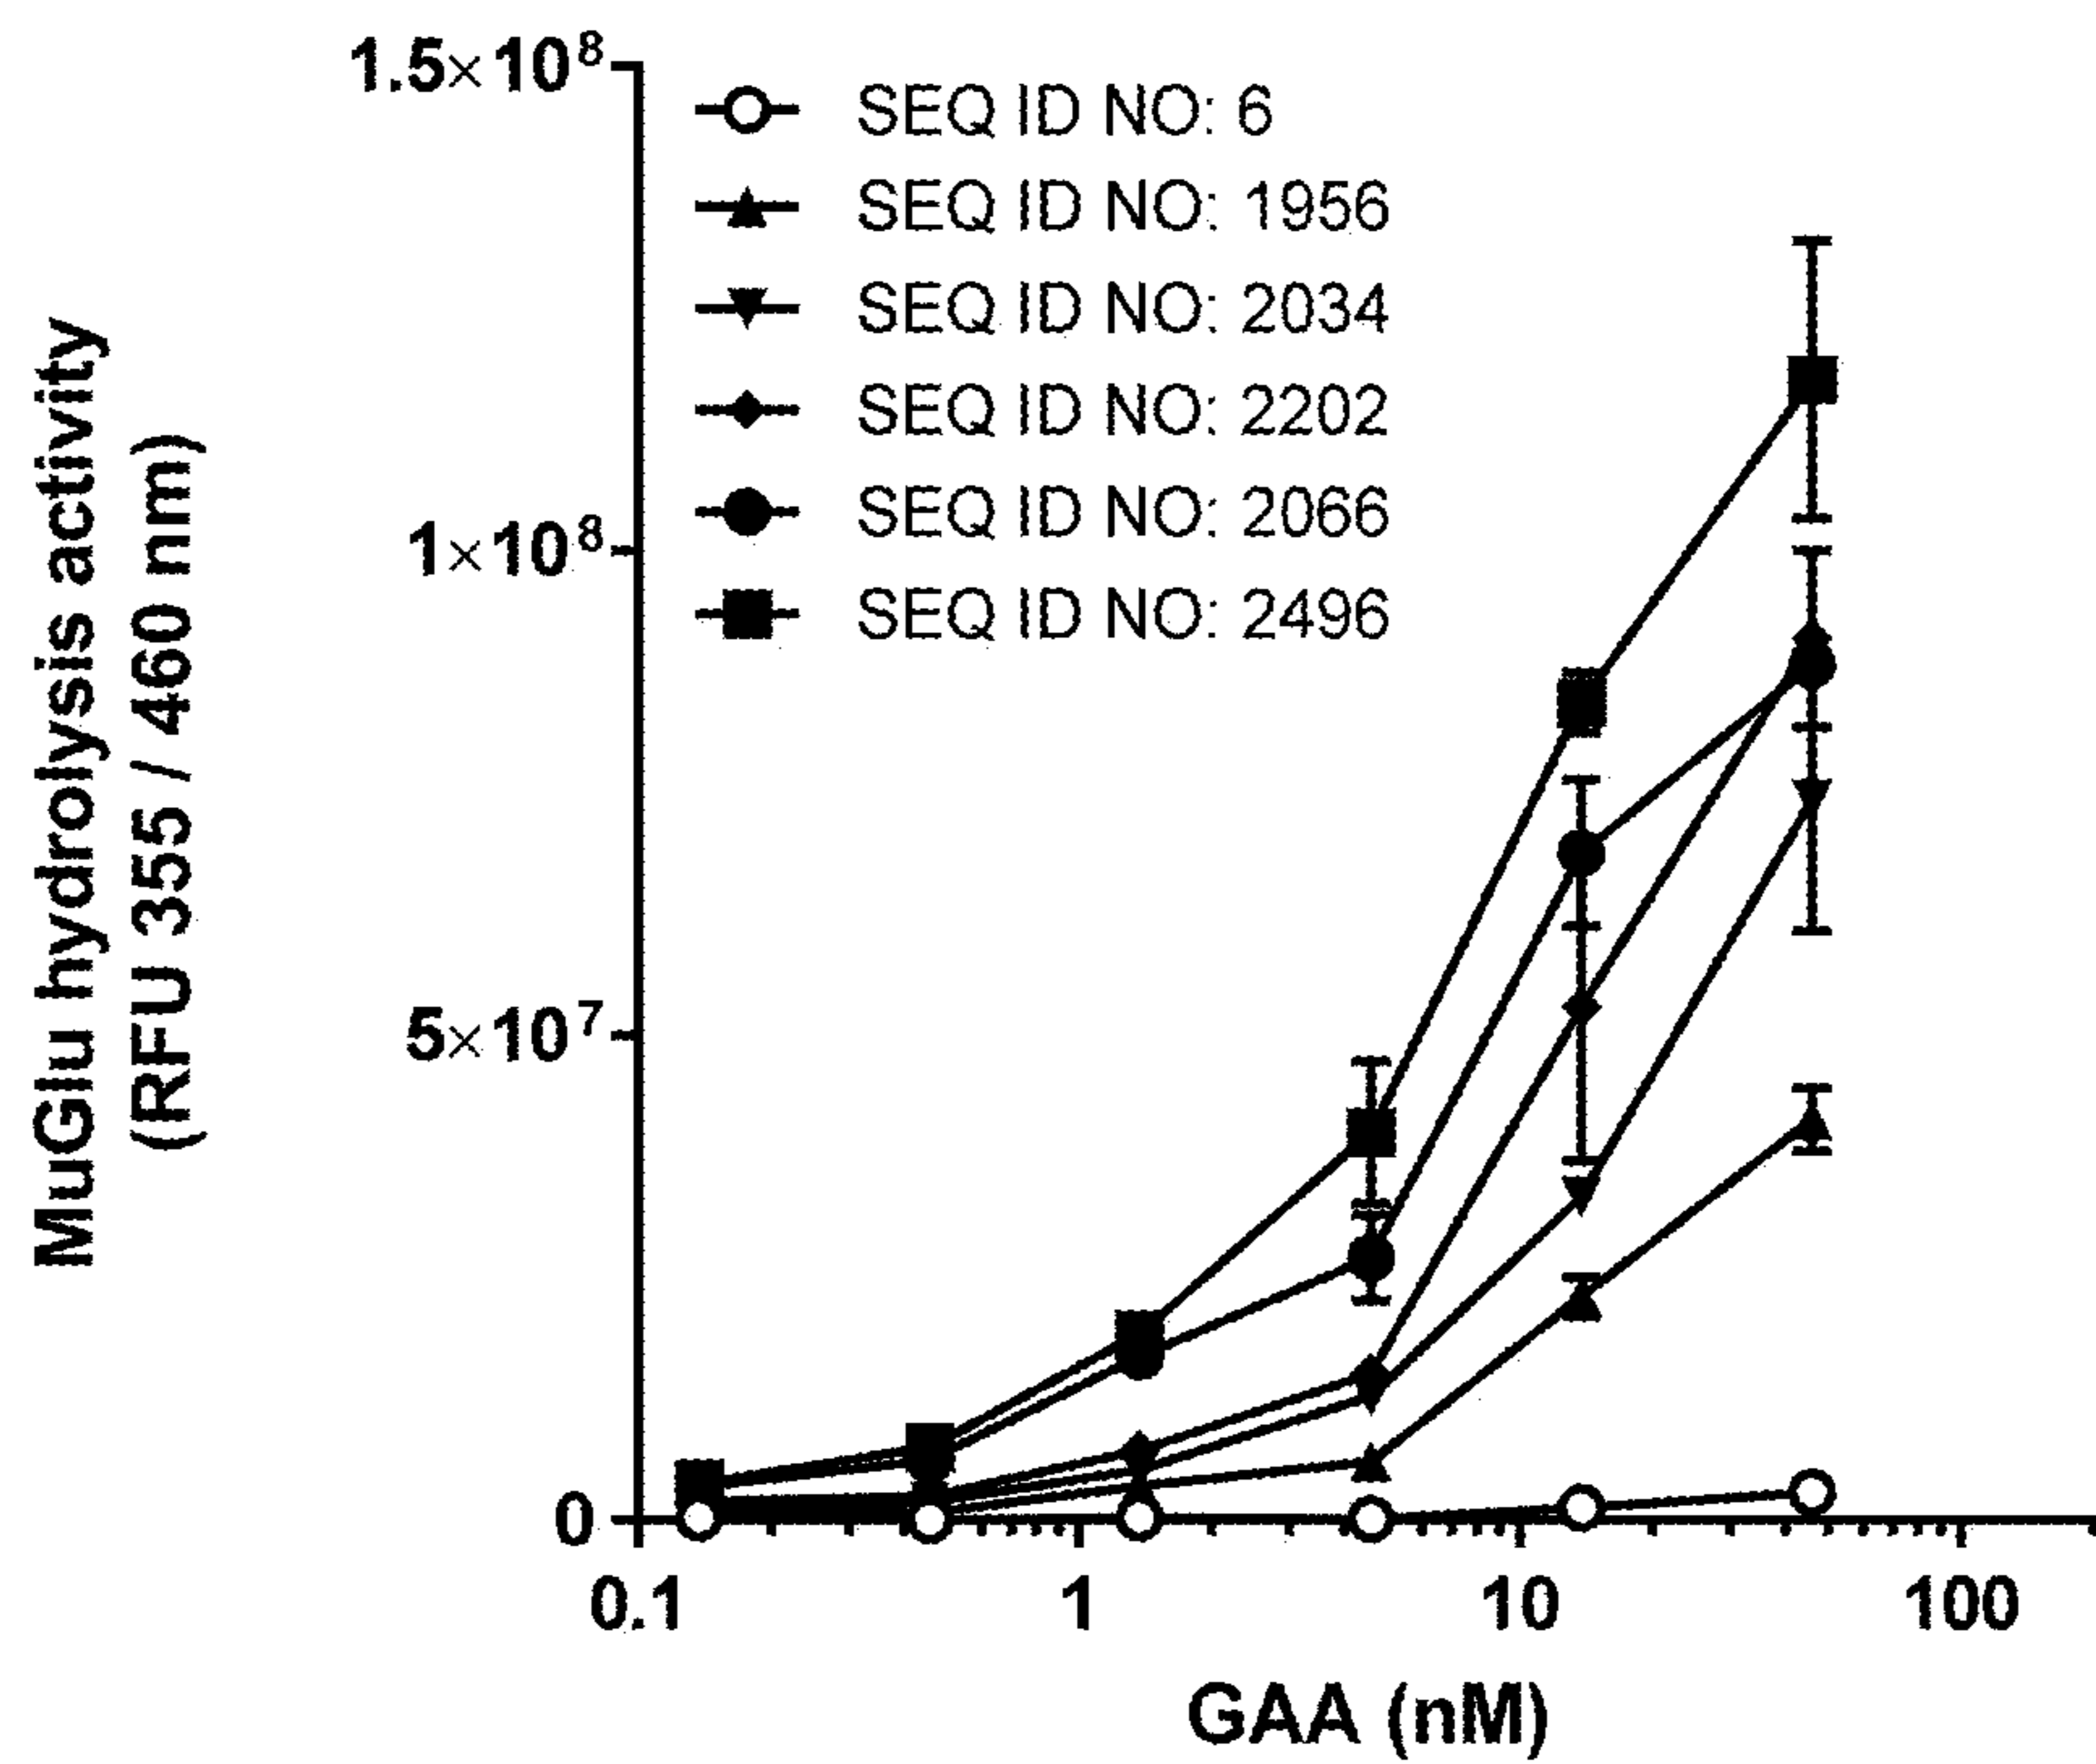 MuGlu hydrolysis activity
(RFU 355 / 460 nm)
1.5×10⁸
1×10⁸
5×10⁷
0
SEQ ID NO: 6
SEQ ID NO: 1956
SEQ ID NO: 2034
SEQ ID NO: 2202
SEQ ID NO: 2066
SEQ ID NO: 2496
0.1 1 10 100
GAA (nM)